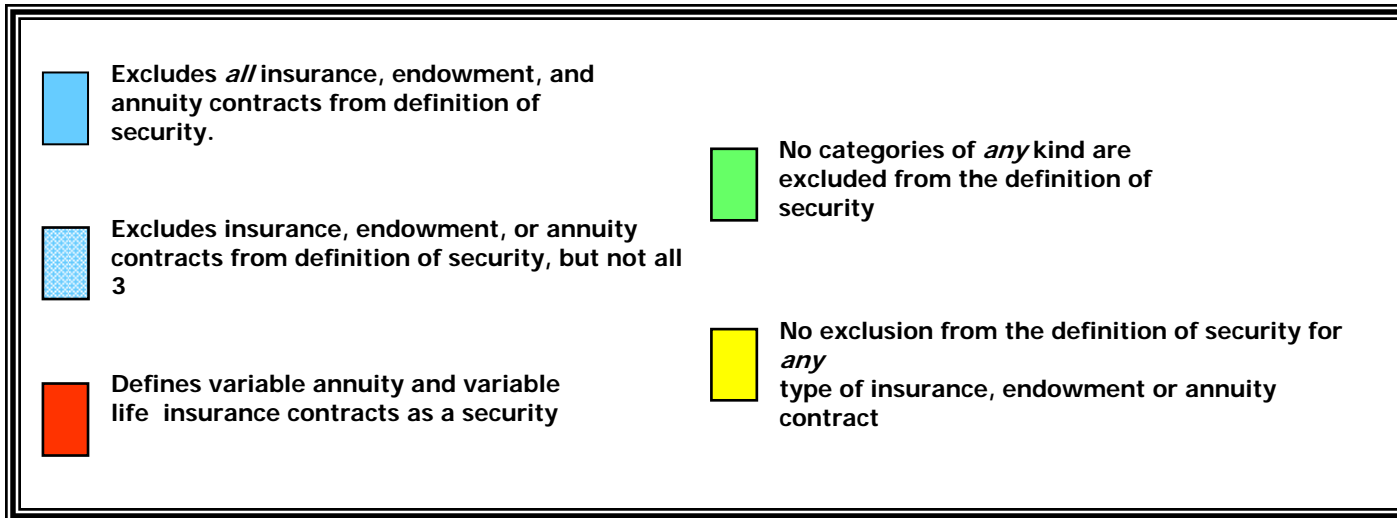 Excludes all insurance, endowment, and
annuity contracts from definition of
security.
Excludes insurance, endowment, or annuity
contracts from definition of security, but not all
3
Defines variable annuity and variable
life insurance contracts as a security
No categories of any kind are
excluded from the definition of
security
No exclusion from the definition of security for
any
type of insurance, endowment or annuity
contract